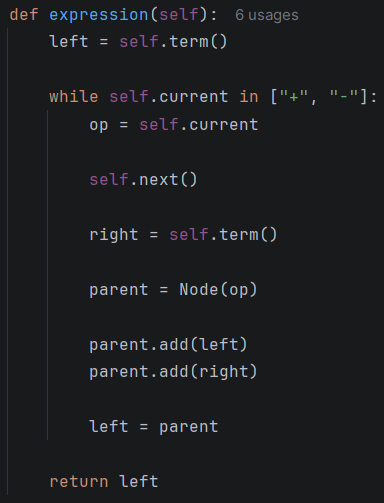 def expression(self): 6 usages
    left = self.term()
    while self.current in ["+", "-"]:
        op = self.current
        self.next()
        right = self.term()
        parent = Node(op)
        parent.add(left)
        parent.add(right)
        left = parent
    return left